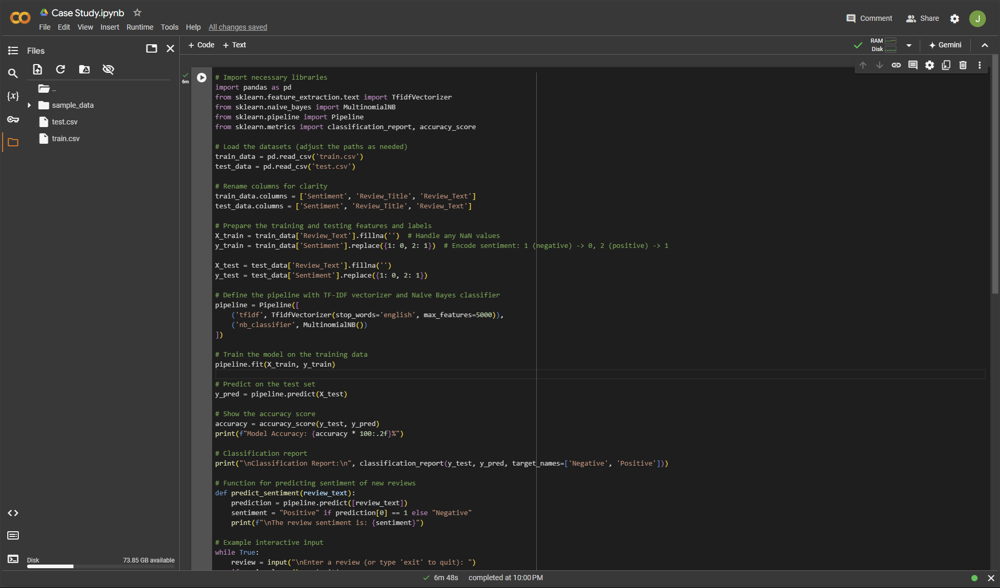 Case Study.ipynb
File Edit View Insert Runtime Tools Help All changes saved
Comment Share J
Files
+ Code + Text
RAM
Disk
Gemini
..
sample_data
test.csv
train.csv
{x}
6m
# Import necessary libraries
import pandas as pd
from sklearn.feature_extraction.text import TfidfVectorizer
from sklearn.naive_bayes import MultinomialNB
from sklearn.pipeline import Pipeline
from sklearn.metrics import classification_report, accuracy_score
# Load the datasets (adjust the paths as needed)
train_data = pd.read_csv('train.csv')
test_data = pd.read_csv('test.csv')
# Rename columns for clarity
train_data.columns = ['Sentiment', 'Review_Title', 'Review_Text']
test_data.columns = ['Sentiment', 'Review_Title', 'Review_Text']
# Prepare the training and testing features and labels
X_train = train_data['Review_Text'].fillna('')  # Handle any NaN values
y_train = train_data['Sentiment'].replace({1: 0, 2: 1})  # Encode sentiment: 1 (negative) -> 0, 2 (positive) -> 1
X_test = test_data['Review_Text'].fillna('')
y_test = test_data['Sentiment'].replace({1: 0, 2: 1})
# Define the pipeline with TF-IDF vectorizer and Naive Bayes classifier
pipeline = Pipeline([
    ('tfidf', TfidfVectorizer(stop_words='english', max_features=5000)),
    ('nb_classifier', MultinomialNB())
])
# Train the model on the training data
pipeline.fit(X_train, y_train)
# Predict on the test set
y_pred = pipeline.predict(X_test)
# Show the accuracy score
accuracy = accuracy_score(y_test, y_pred)
print(f"Model Accuracy: {accuracy * 100:.2f}%")
# Classification report
print("\nClassification Report:\n", classification_report(y_test, y_pred, target_names=['Negative', 'Positive']))
# Function for predicting sentiment of new reviews
def predict_sentiment(review_text):
    prediction = pipeline.predict([review_text])
    sentiment = "Positive" if prediction[0] == 1 else "Negative"
    print(f"\nThe review sentiment is: {sentiment}")
# Example interactive input
while True:
    review = input("\nEnter a review (or type 'exit' to quit): ")
Disk 73.85 GB available
6m 48s completed at 10:00 PM